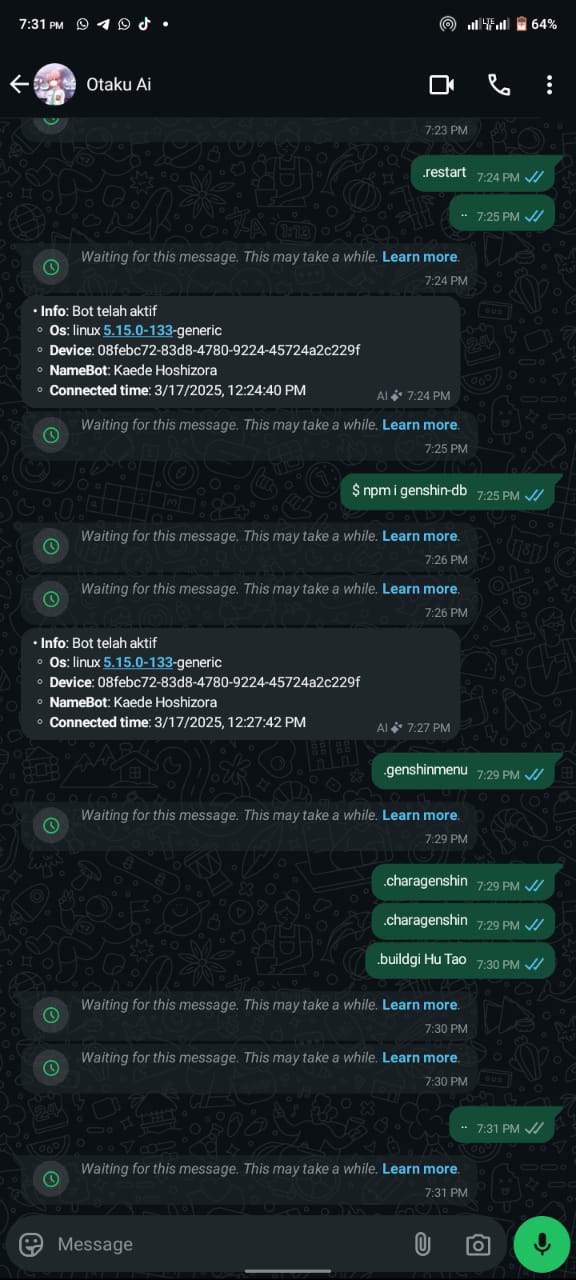 7:31 PM
LTE
64%
Otaku Ai
7:23 PM
.restart 7:24 PM
.. 7:25 PM
Waiting for this message. This may take a while. Learn more.
7:24 PM
• Info: Bot telah aktif
◦ Os: linux 5.15.0-133-generic
◦ Device: 08febc72-83d8-4780-9224-45724a2c229f
◦ NameBot: Kaede Hoshizora
◦ Connected time: 3/17/2025, 12:24:40 PM
AI 7:24 PM
Waiting for this message. This may take a while. Learn more.
7:25 PM
$ npm i genshin-db 7:25 PM
Waiting for this message. This may take a while. Learn more.
7:26 PM
Waiting for this message. This may take a while. Learn more.
7:26 PM
• Info: Bot telah aktif
◦ Os: linux 5.15.0-133-generic
◦ Device: 08febc72-83d8-4780-9224-45724a2c229f
◦ NameBot: Kaede Hoshizora
◦ Connected time: 3/17/2025, 12:27:42 PM
AI 7:27 PM
.genshinmenu 7:29 PM
Waiting for this message. This may take a while. Learn more.
7:29 PM
.charagenshin 7:29 PM
.charagenshin 7:29 PM
.buildgi Hu Tao 7:30 PM
Waiting for this message. This may take a while. Learn more.
7:30 PM
Waiting for this message. This may take a while. Learn more.
7:30 PM
.. 7:31 PM
Waiting for this message. This may take a while. Learn more.
7:31 PM
Message